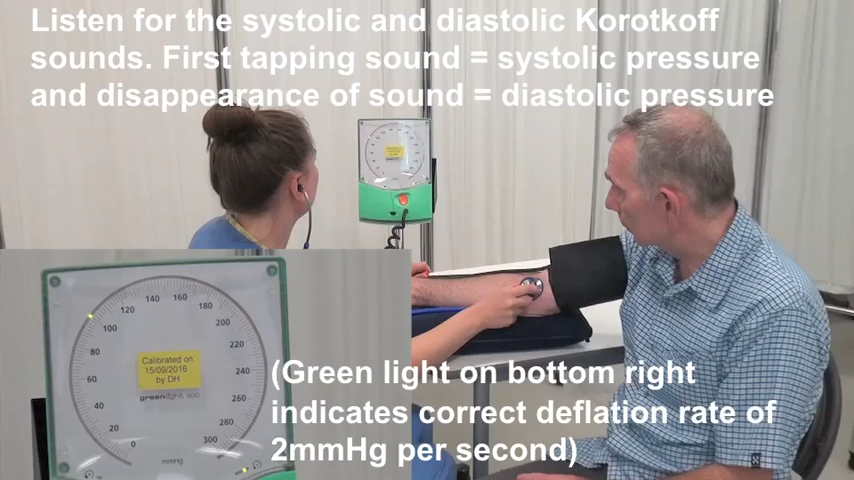 Listen for the systolic and diastolic Korotkoff
sounds. First tapping sound = systolic pressure
and disappearance of sound = diastolic pressure
140 160
120 180
100 200
80 220
60 240
40 260
20 280
0 300
Calibrated on:
15/09/2016
by DH
greenlight 300
mmHg
(Green light on bottom right
indicates correct deflation rate of
2mmHg per second)